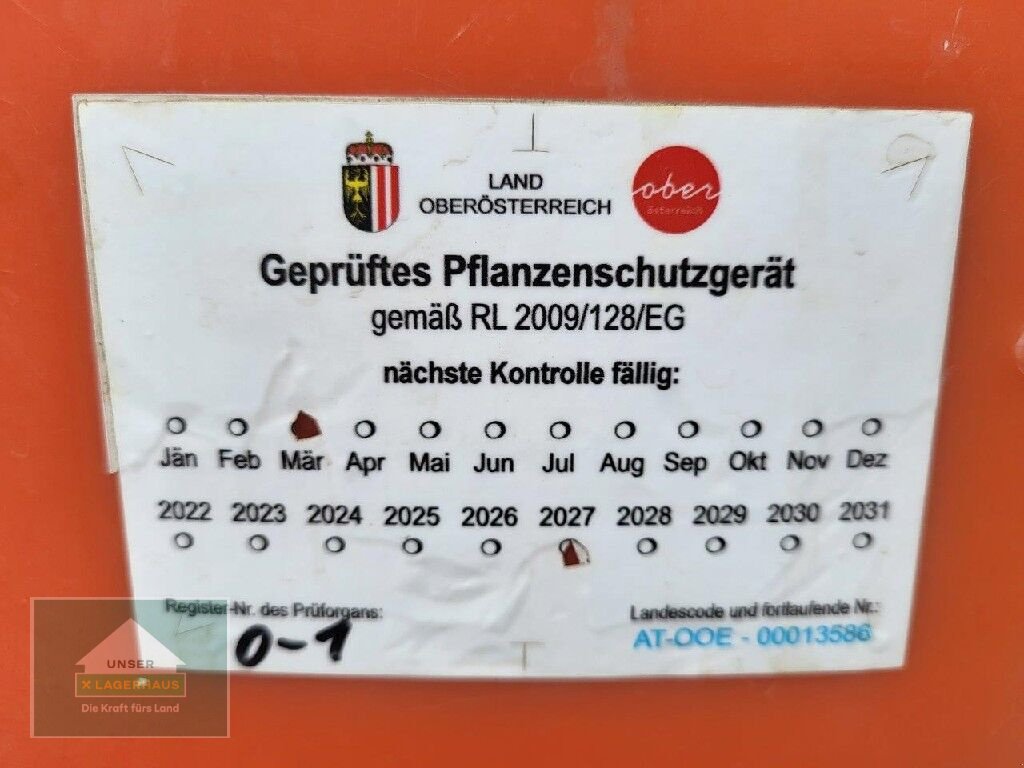 LAND
OBERÖSTERREICH
ober
österreich
Geprüftes Pflanzenschutzgerät
gemäß RL 2009/128/EG
nächste Kontrolle fällig:
Jän Feb Mär Apr Mai Jun Jul Aug Sep Okt Nov Dez
2022 2023 2024 2025 2026 2027 2028 2029 2030 2031
Register-Nr. des Prüforgans:
0-1
Landescode und fortlaufende Nr.:
AT-OOE - 00013586
UNSER
X LAGERHAUS
Die Kraft fürs Land